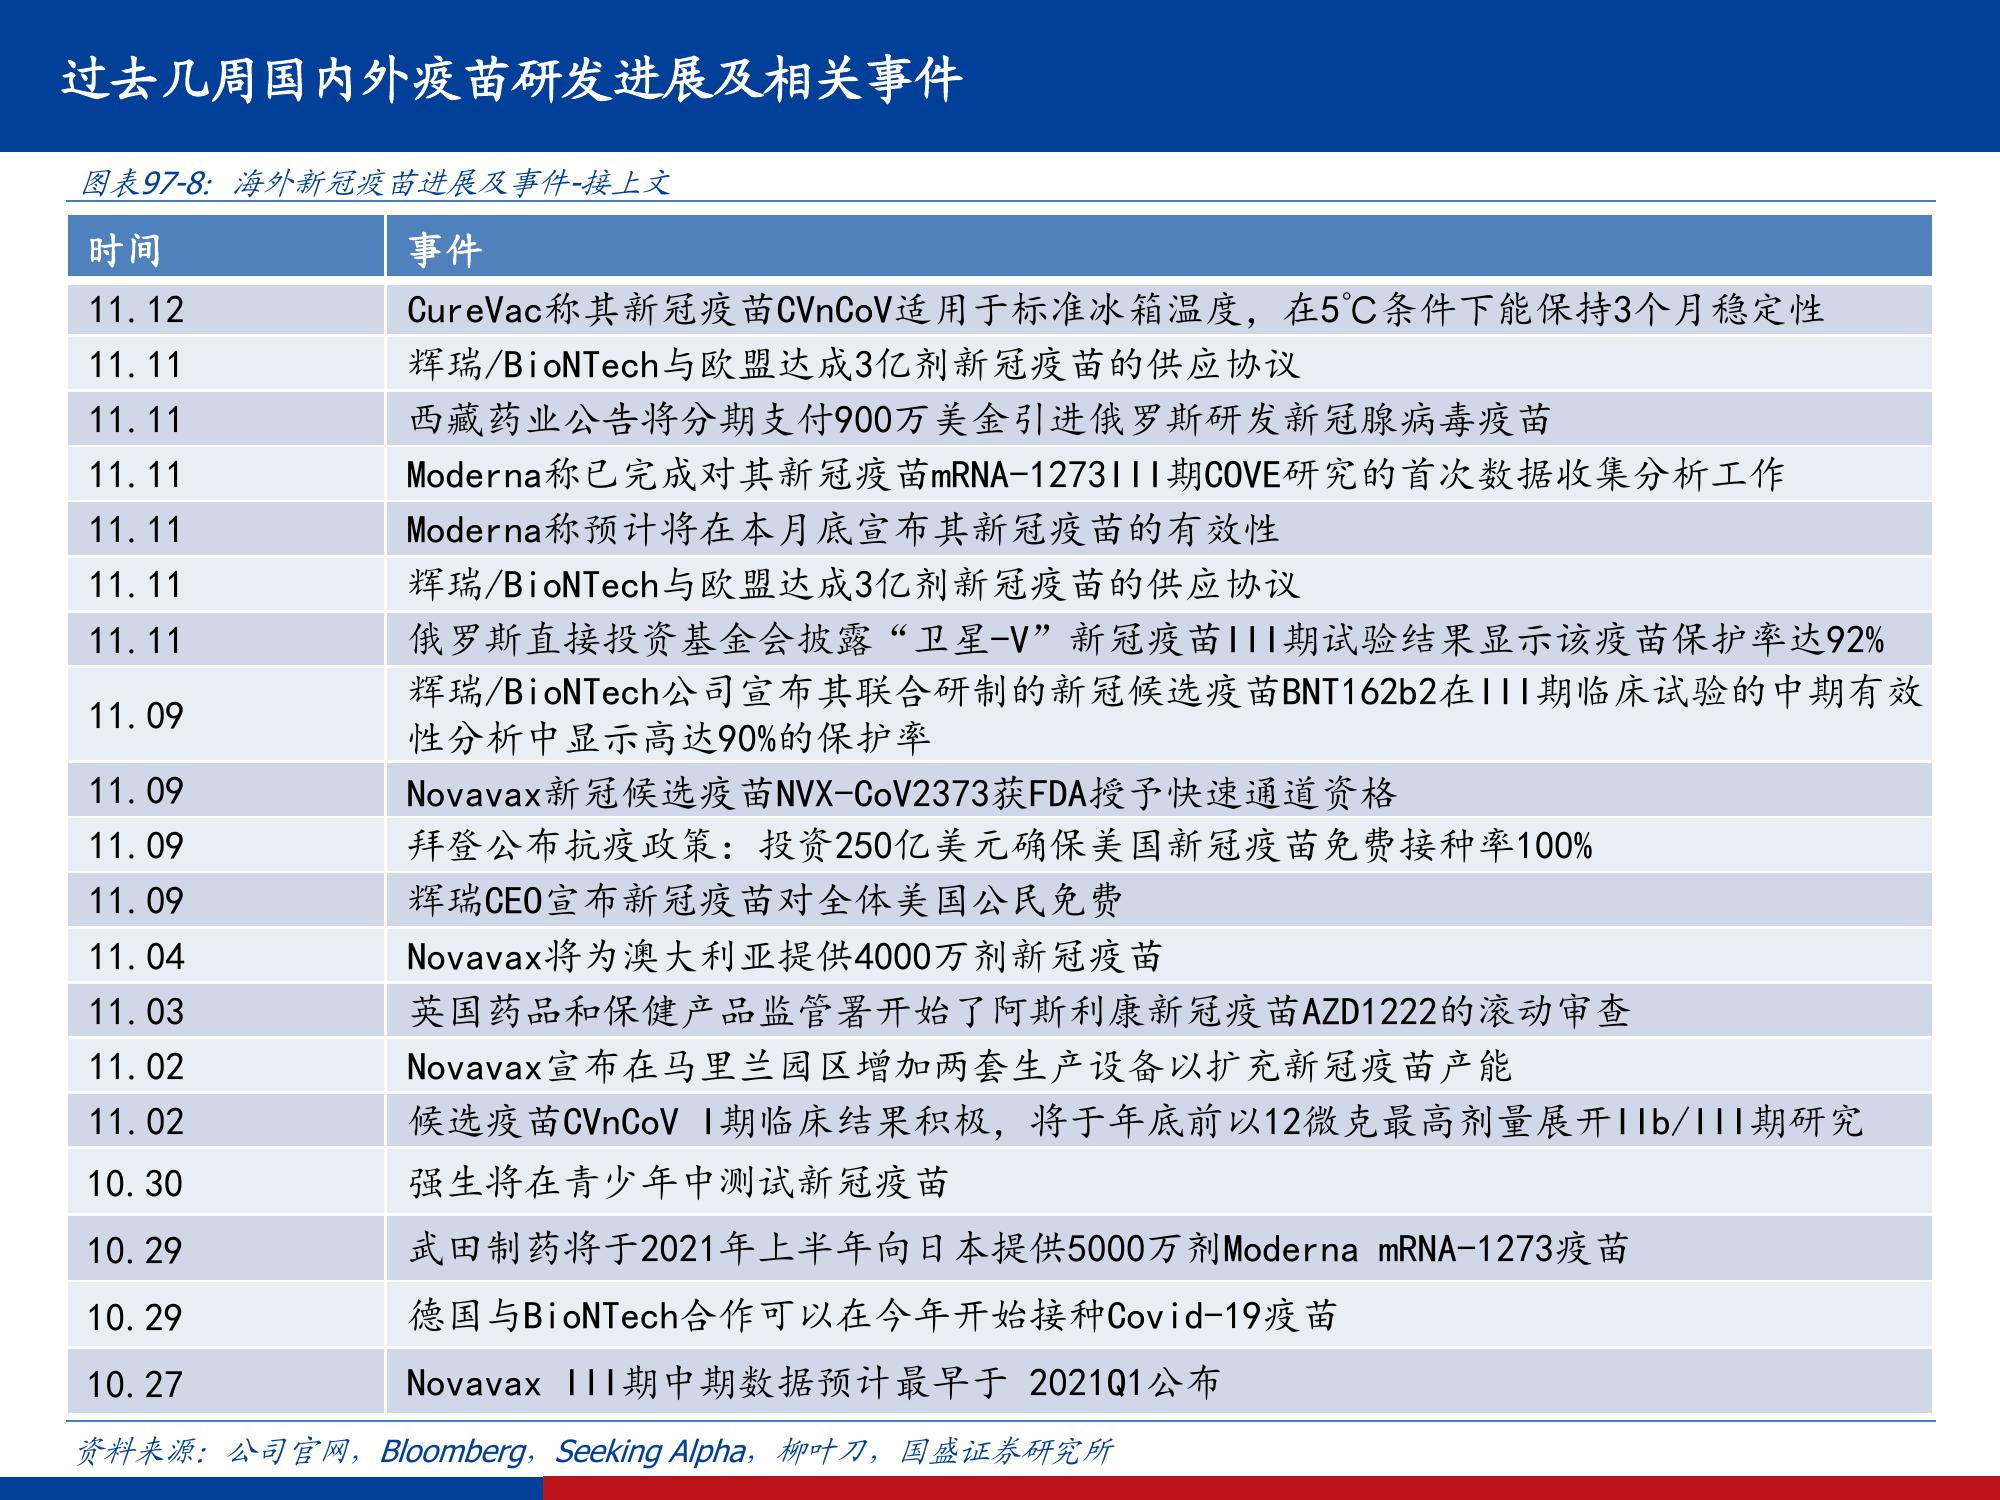 过去几周国内外疫苗研发进展及相关事件
图表97-8：海外新冠疫苗进展及事件-接上文
时间 事件
11.12 CureVac称其新冠疫苗CVnCoV适用于标准冰箱温度，在5℃条件下能保持3个月稳定性
11.11 辉瑞/BioNTech与欧盟达成3亿剂新冠疫苗的供应协议
11.11 西藏药业公告将分期支付900万美金引进俄罗斯研发新冠腺病毒疫苗
11.11 Moderna称已完成对其新冠疫苗mRNA-1273III期COVE研究的首次数据收集分析工作
11.11 Moderna称预计将在本月底宣布其新冠疫苗的有效性
11.11 辉瑞/BioNTech与欧盟达成3亿剂新冠疫苗的供应协议
11.11 俄罗斯直接投资基金会披露“卫星-V”新冠疫苗III期试验结果显示该疫苗保护率达92%
11.09 辉瑞/BioNTech公司宣布其联合研制的新冠候选疫苗BNT162b2在III期临床试验的中期有效
性分析中显示高达90%的保护率
11.09 Novavax新冠候选疫苗NVX-CoV2373获FDA授予快速通道资格
11.09 拜登公布抗疫政策：投资250亿美元确保美国新冠疫苗免费接种率100%
11.09 辉瑞CEO宣布新冠疫苗对全体美国公民免费
11.04 Novavax将为澳大利亚提供4000万剂新冠疫苗
11.03 英国药品和保健产品监管署开始了阿斯利康新冠疫苗AZD1222的滚动审查
11.02 Novavax宣布在马里兰园区增加两套生产设备以扩充新冠疫苗产能
11.02 候选疫苗CVnCoV I期临床结果积极，将于年底前以12微克最高剂量展开IIb/III期研究
10.30 强生将在青少年中测试新冠疫苗
10.29 武田制药将于2021年上半年向日本提供5000万剂Moderna mRNA-1273疫苗
10.29 德国与BioNTech合作可以在今年开始接种Covid-19疫苗
10.27 Novavax III期中期数据预计最早于 2021Q1公布
资料来源：公司官网，Bloomberg，Seeking Alpha，柳叶刀，国盛证券研究所